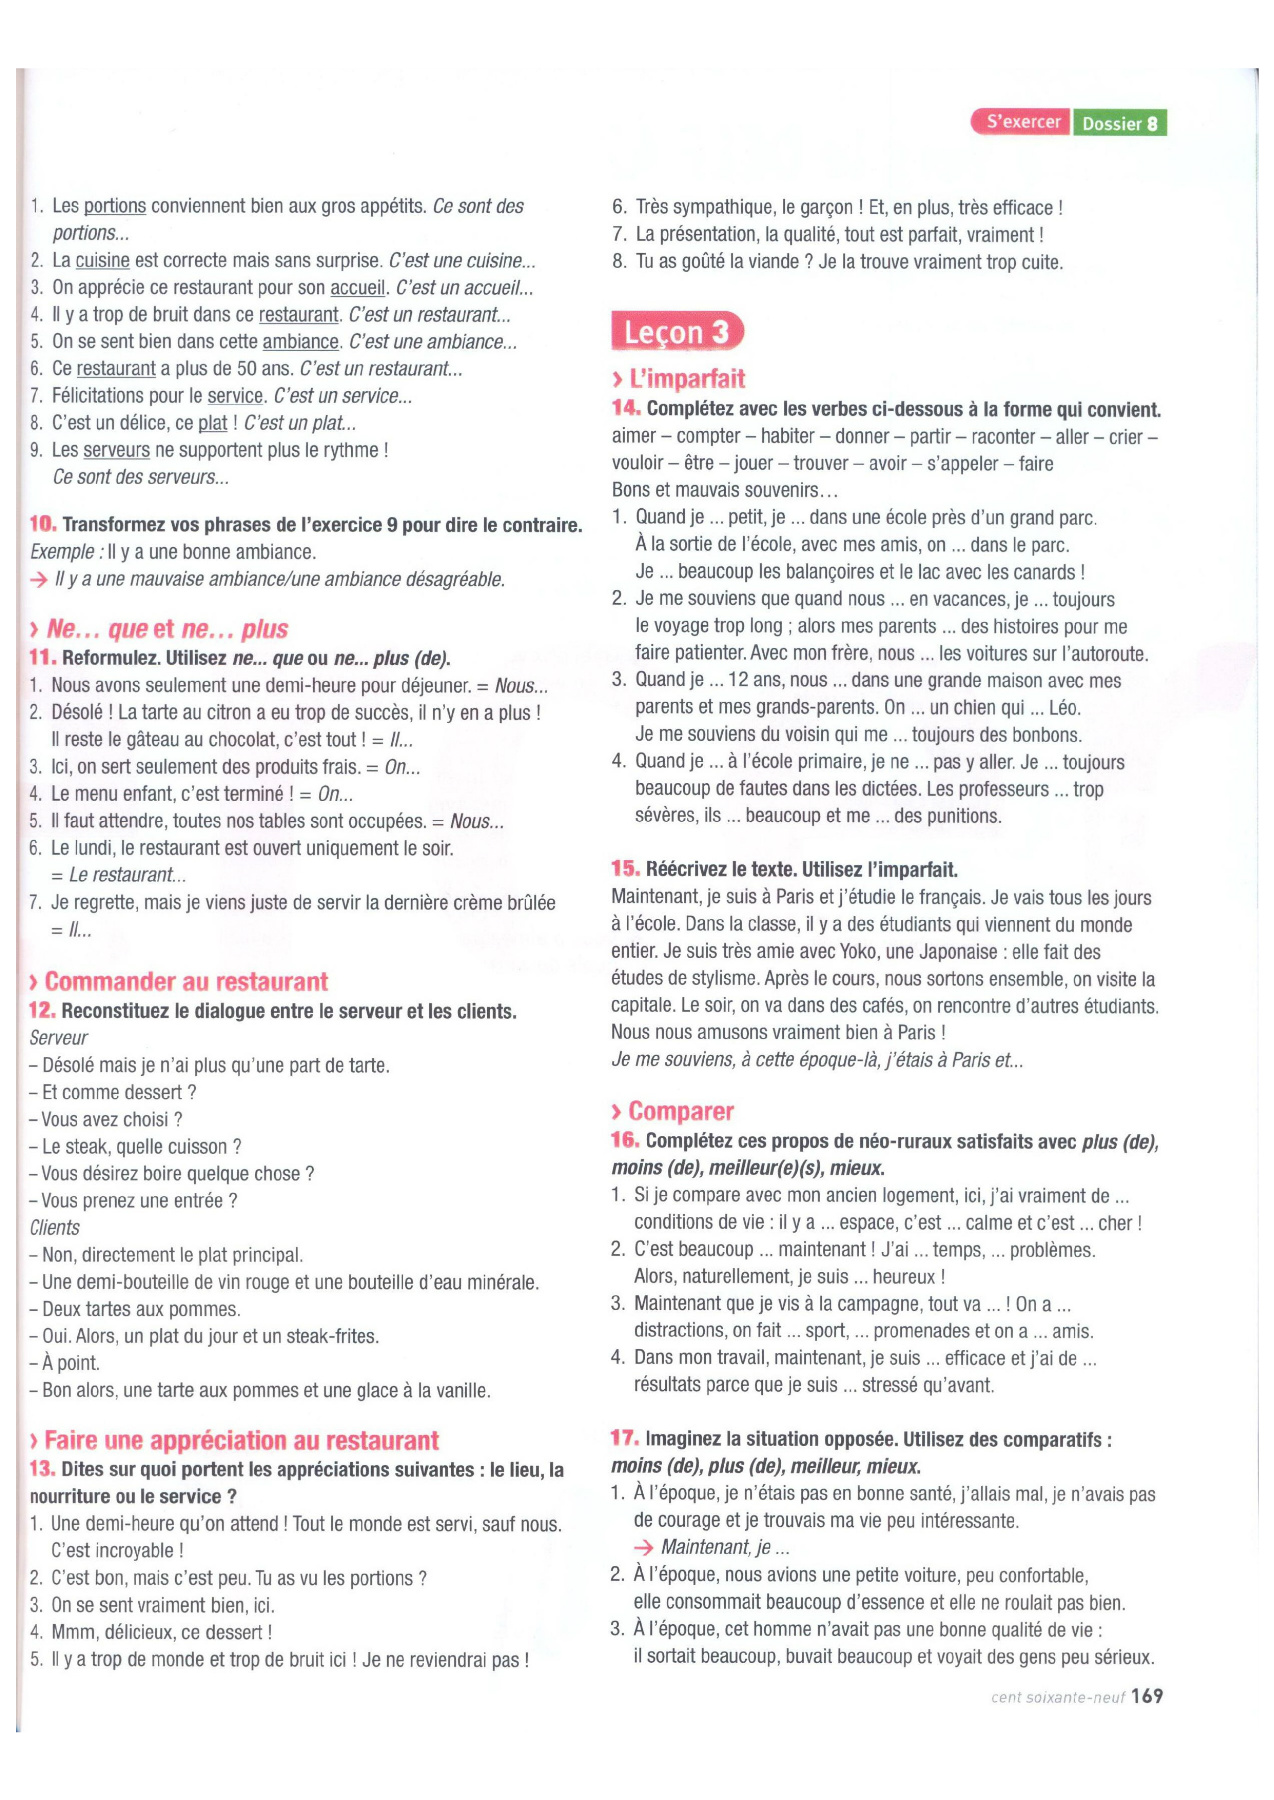 S'exercer Dossier 8
1. Les portions conviennent bien aux gros appétits. Ce sont des
portions...
2. La cuisine est correcte mais sans surprise. C'est une cuisine...
3. On apprécie ce restaurant pour son accueil. C'est un accueil...
4. Il y a trop de bruit dans ce restaurant. C'est un restaurant...
5. On se sent bien dans cette ambiance. C'est une ambiance...
6. Ce restaurant a plus de 50 ans. C'est un restaurant...
7. Félicitations pour le service. C'est un service...
8. C'est un délice, ce plat ! C'est un plat...
9. Les serveurs ne supportent plus le rythme !
Ce sont des serveurs...
10. Transformez vos phrases de l'exercice 9 pour dire le contraire.
Exemple : Il y a une bonne ambiance.
→ Il y a une mauvaise ambiance/une ambiance désagréable.
› Ne... que et ne... plus
11. Reformulez. Utilisez ne... que ou ne... plus (de).
1. Nous avons seulement une demi-heure pour déjeuner. = Nous...
2. Désolé ! La tarte au citron a eu trop de succès, il n'y en a plus !
Il reste le gâteau au chocolat, c'est tout ! = Il...
3. Ici, on sert seulement des produits frais. = On...
4. Le menu enfant, c'est terminé ! = On...
5. Il faut attendre, toutes nos tables sont occupées. = Nous...
6. Le lundi, le restaurant est ouvert uniquement le soir.
= Le restaurant...
7. Je regrette, mais je viens juste de servir la dernière crème brûlée
= Il...
› Commander au restaurant
12. Reconstituez le dialogue entre le serveur et les clients.
Serveur
– Désolé mais je n'ai plus qu'une part de tarte.
– Et comme dessert ?
– Vous avez choisi ?
– Le steak, quelle cuisson ?
– Vous désirez boire quelque chose ?
– Vous prenez une entrée ?
Clients
– Non, directement le plat principal.
– Une demi-bouteille de vin rouge et une bouteille d'eau minérale.
– Deux tartes aux pommes.
– Oui. Alors, un plat du jour et un steak-frites.
– À point.
– Bon alors, une tarte aux pommes et une glace à la vanille.
› Faire une appréciation au restaurant
13. Dites sur quoi portent les appréciations suivantes : le lieu, la
nourriture ou le service ?
1. Une demi-heure qu'on attend ! Tout le monde est servi, sauf nous.
C'est incroyable !
2. C'est bon, mais c'est peu. Tu as vu les portions ?
3. On se sent vraiment bien, ici.
4. Mmm, délicieux, ce dessert !
5. Il y a trop de monde et trop de bruit ici ! Je ne reviendrai pas !
6. Très sympathique, le garçon ! Et, en plus, très efficace !
7. La présentation, la qualité, tout est parfait, vraiment !
8. Tu as goûté la viande ? Je la trouve vraiment trop cuite.
Leçon 3
› L'imparfait
14. Complétez avec les verbes ci-dessous à la forme qui convient.
aimer – compter – habiter – donner – partir – raconter – aller – crier –
vouloir – être – jouer – trouver – avoir – s'appeler – faire
Bons et mauvais souvenirs...
1. Quand je ... petit, je ... dans une école près d'un grand parc.
À la sortie de l'école, avec mes amis, on ... dans le parc.
Je ... beaucoup les balançoires et le lac avec les canards !
2. Je me souviens que quand nous ... en vacances, je ... toujours
le voyage trop long ; alors mes parents ... des histoires pour me
faire patienter. Avec mon frère, nous ... les voitures sur l'autoroute.
3. Quand je ... 12 ans, nous ... dans une grande maison avec mes
parents et mes grands-parents. On ... un chien qui ... Léo.
Je me souviens du voisin qui me ... toujours des bonbons.
4. Quand je ... à l'école primaire, je ne ... pas y aller. Je ... toujours
beaucoup de fautes dans les dictées. Les professeurs ... trop
sévères, ils ... beaucoup et me ... des punitions.
15. Réécrivez le texte. Utilisez l'imparfait.
Maintenant, je suis à Paris et j'étudie le français. Je vais tous les jours
à l'école. Dans la classe, il y a des étudiants qui viennent du monde
entier. Je suis très amie avec Yoko, une Japonaise : elle fait des
études de stylisme. Après le cours, nous sortons ensemble, on visite la
capitale. Le soir, on va dans des cafés, on rencontre d'autres étudiants.
Nous nous amusons vraiment bien à Paris !
Je me souviens, à cette époque-là, j'étais à Paris et...
› Comparer
16. Complétez ces propos de néo-ruraux satisfaits avec plus (de),
moins (de), meilleur(e)(s), mieux.
1. Si je compare avec mon ancien logement, ici, j'ai vraiment de ...
conditions de vie : il y a ... espace, c'est ... calme et c'est ... cher !
2. C'est beaucoup ... maintenant ! J'ai ... temps, ... problèmes.
Alors, naturellement, je suis ... heureux !
3. Maintenant que je vis à la campagne, tout va ... ! On a ...
distractions, on fait ... sport, ... promenades et on a ... amis.
4. Dans mon travail, maintenant, je suis ... efficace et j'ai de ...
résultats parce que je suis ... stressé qu'avant.
17. Imaginez la situation opposée. Utilisez des comparatifs :
moins (de), plus (de), meilleur, mieux.
1. À l'époque, je n'étais pas en bonne santé, j'allais mal, je n'avais pas
de courage et je trouvais ma vie peu intéressante.
→ Maintenant, je ...
2. À l'époque, nous avions une petite voiture, peu confortable,
elle consommait beaucoup d'essence et elle ne roulait pas bien.
3. À l'époque, cet homme n'avait pas une bonne qualité de vie :
il sortait beaucoup, buvait beaucoup et voyait des gens peu sérieux.
cent soixante-neuf 169